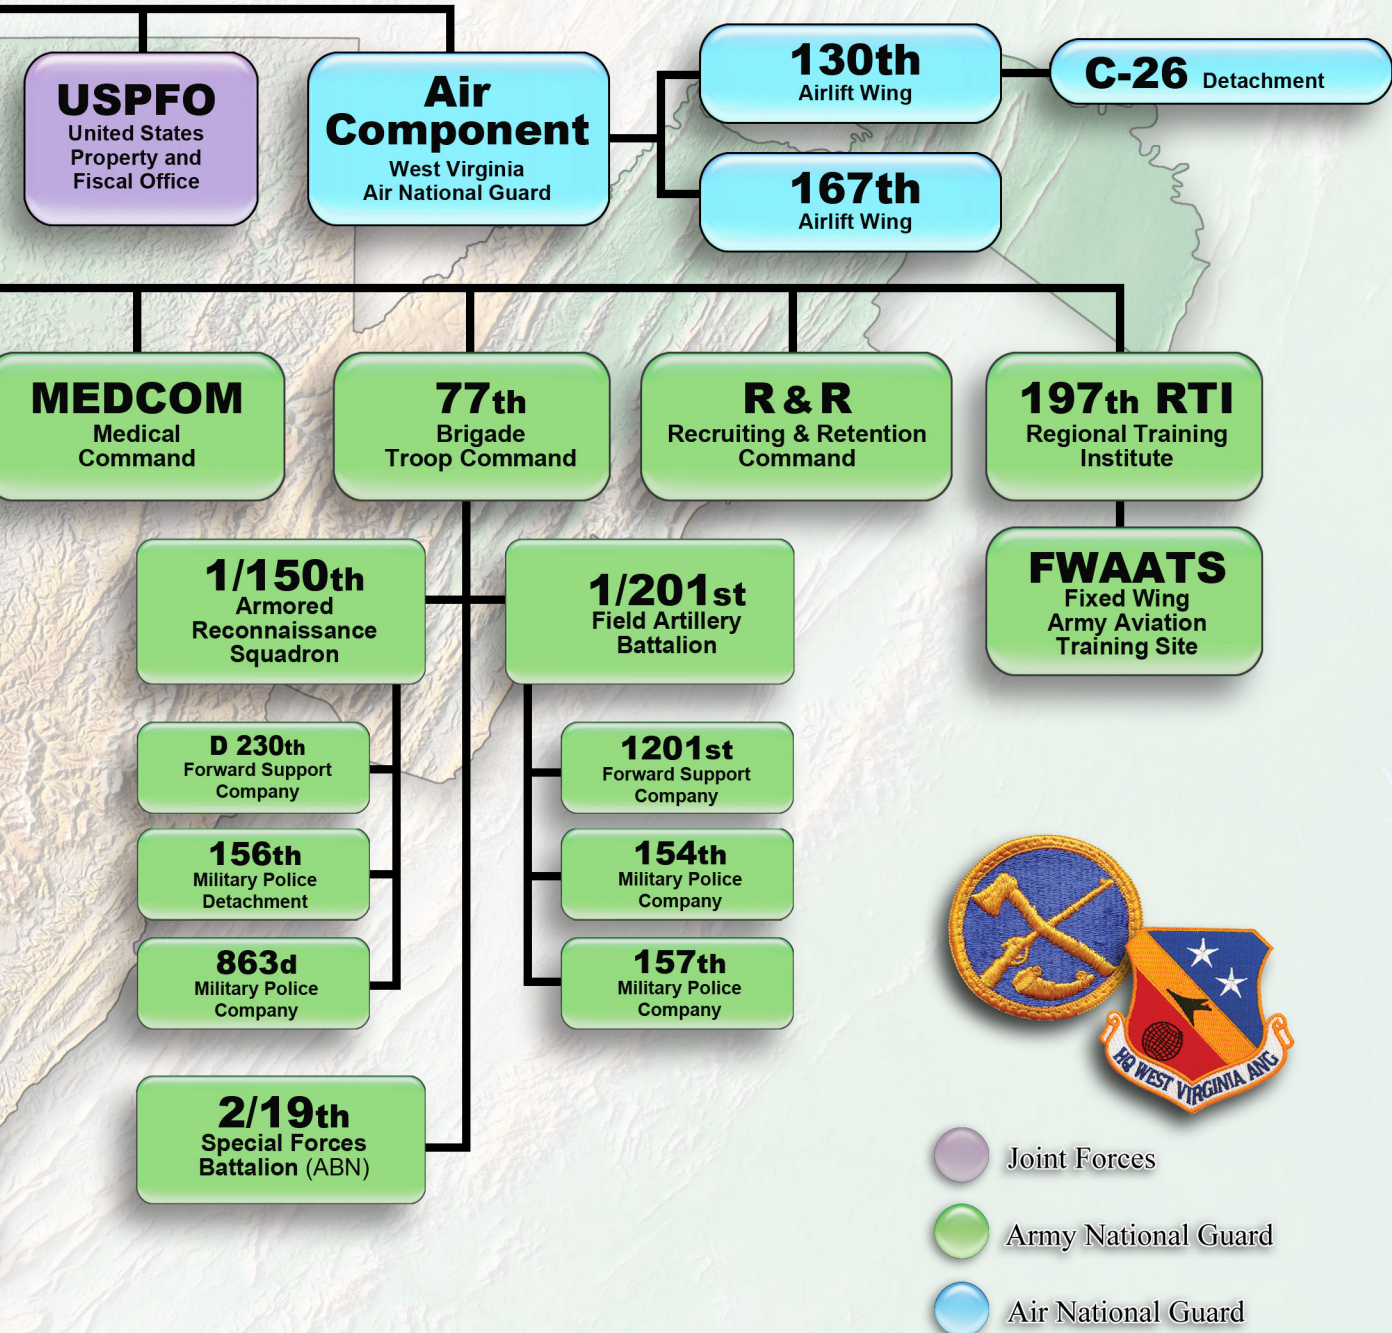 USPFO
United States
Property and
Fiscal Office
Air
Component
West Virginia
Air National Guard
130th
Airlift Wing
C-26 Detachment
167th
Airlift Wing
MEDCOM
Medical
Command
77th
Brigade
Troop Command
R & R
Recruiting & Retention
Command
197th RTI
Regional Training
Institute
FWAATS
Fixed Wing
Army Aviation
Training Site
1/150th
Armored
Reconnaissance
Squadron
1/201st
Field Artillery
Battalion
D 230th
Forward Support
Company
156th
Military Police
Detachment
863d
Military Police
Company
1201st
Forward Support
Company
154th
Military Police
Company
157th
Military Police
Company
2/19th
Special Forces
Battalion (ABN)
HQ WEST VIRGINIA ANG
Joint Forces
Army National Guard
Air National Guard